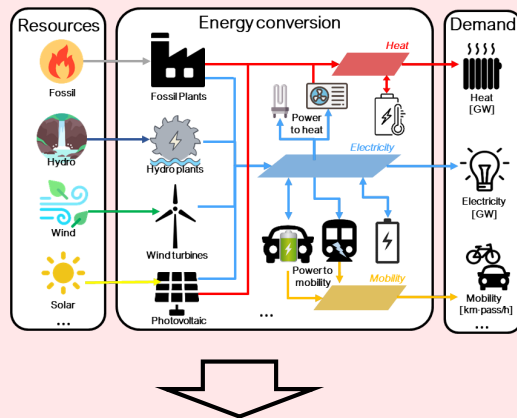 Resources
Energy conversion
Demand
Fossil
Fossil Plants
Heat
Power
to heat
Heat
[GW]
Hydro
Hydro plants
Electricity
Electricity
[GW]
Wind
Wind turbines
Power to
mobility
Mobility
Mobility
[km-pass/h]
Solar
Photovoltaic
...
...
...